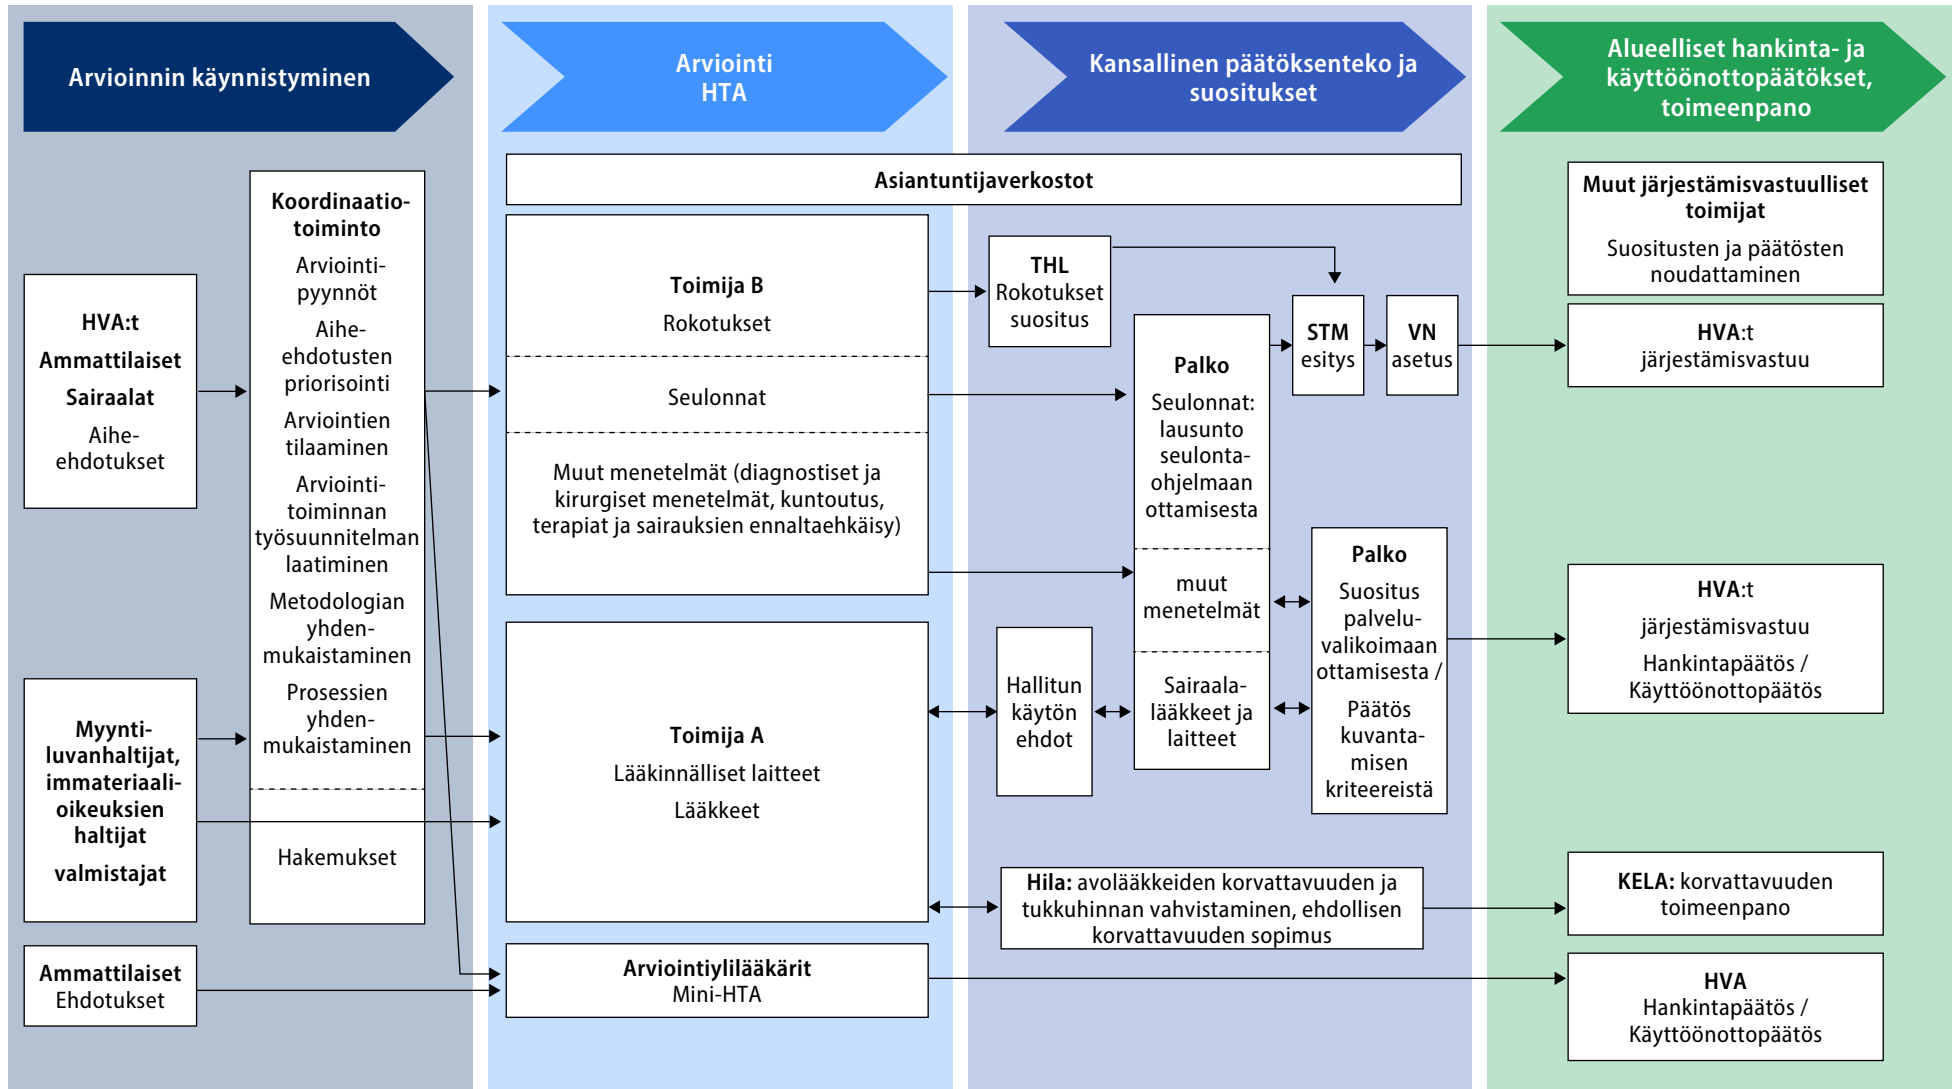 Arvioinnin käynnistyminen
Arviointi
HTA
Kansallinen päätöksenteko ja
suositukset
Alueelliset hankinta- ja
käyttöönottopäätökset,
toimeenpano
HVA:t
Ammattilaiset
Sairaalat
Aihe-
ehdotukset
Myynti-
luvanhaltijat,
immateriaali-
oikeuksien
haltijat
valmistajat
Ammattilaiset
Ehdotukset
Koordinaatio-
toiminto
Arviointi-
pyynnöt
Aihe-
ehdotusten
priorisointi
Arviointien
tilaaminen
Arviointi-
toiminnan
työsuunnitelman
laatiminen
Metodologian
yhden-
mukaistaminen
Prosessien
yhden-
mukaistaminen
Hakemukset
Asiantuntijaverkostot
Toimija B
Rokotukset
Seulonnat
Muut menetelmät (diagnostiset ja
kirurgiset menetelmät, kuntoutus,
terapiat ja sairauksien ennaltaehkäisy)
Toimija A
Lääkinnälliset laitteet
Lääkkeet
Arviointiylilääkärit
Mini-HTA
THL
Rokotukset
suositus
Palko
Seulonnat:
lausunto
seulonta-
ohjelmaan
ottamisesta
muut
menetelmät
Sairaala-
lääkkeet ja
laitteet
Hallitun
käytön
ehdot
STM
esitys
VN
asetus
Palko
Suositus
palvelu-
valikoimaan
ottamisesta /
Päätös
kuvanta-
misen
kriteereistä
Hila: avolääkkeiden korvattavuuden ja
tukkuhinnan vahvistaminen, ehdollisen
korvattavuuden sopimus
Muut järjestämisvastuulliset
toimijat
Suositusten ja päätösten
noudattaminen
HVA:t
järjestämisvastuu
HVA:t
järjestämisvastuu
Hankintapäätös /
Käyttöönottopäätös
KELA: korvattavuuden
toimeenpano
HVA
Hankintapäätös /
Käyttöönottopäätös